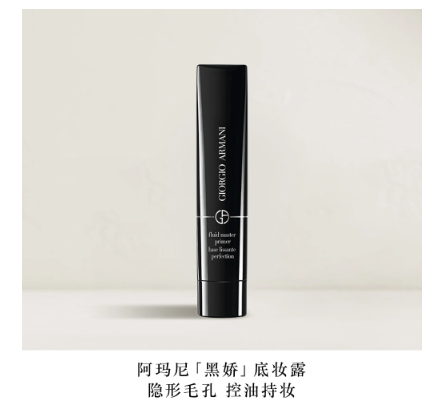 GIORGIO ARMANI
fluid master
primer
base lissante
perfection
阿玛尼「黑娇」底妆露
隐形毛孔 控油持妆